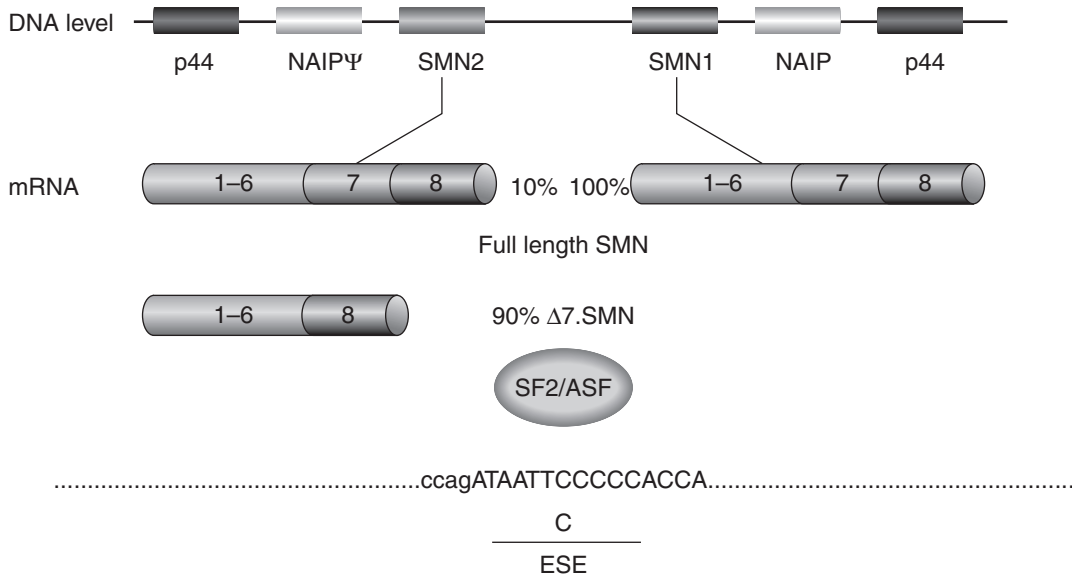 DNA level
p44 NAIPΨ SMN2 SMN1 NAIP p44
mRNA 1–6 7 8 10% 100% 1–6 7 8
Full length SMN
1–6 8 90% Δ7.SMN
SF2/ASF
........ccagATAATTCCCCCACCA........
C
ESE